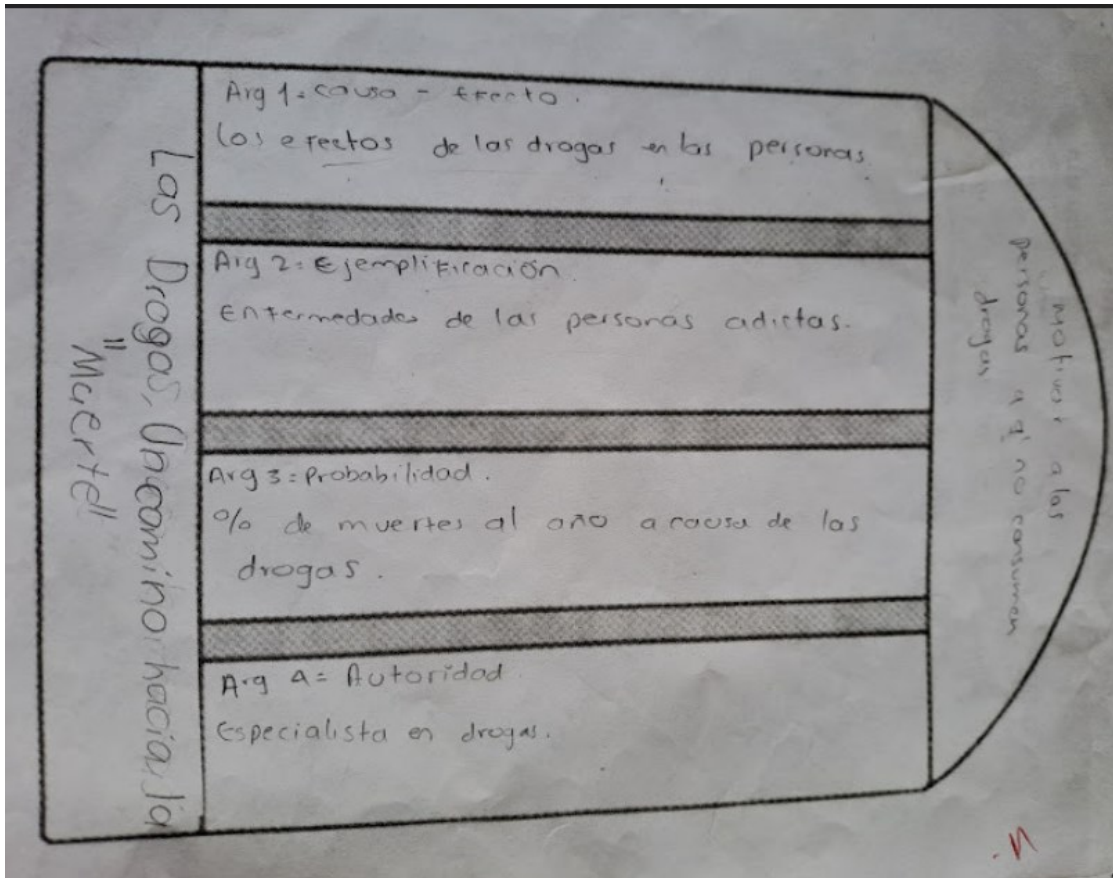 motivar a las
personas a q' no consuman
drogas
Arg 1 = Causa - Efecto.
los efectos de las drogas en las personas
Arg 2 = Ejemplificación.
Enfermedades de las personas adictas.
Arg 3 = Probabilidad.
% de muertes al año a causa de las
drogas.
Arg 4 = Autoridad.
Especialista en drogas.
Las Drogas, Un camino hacia la
"Muerte"